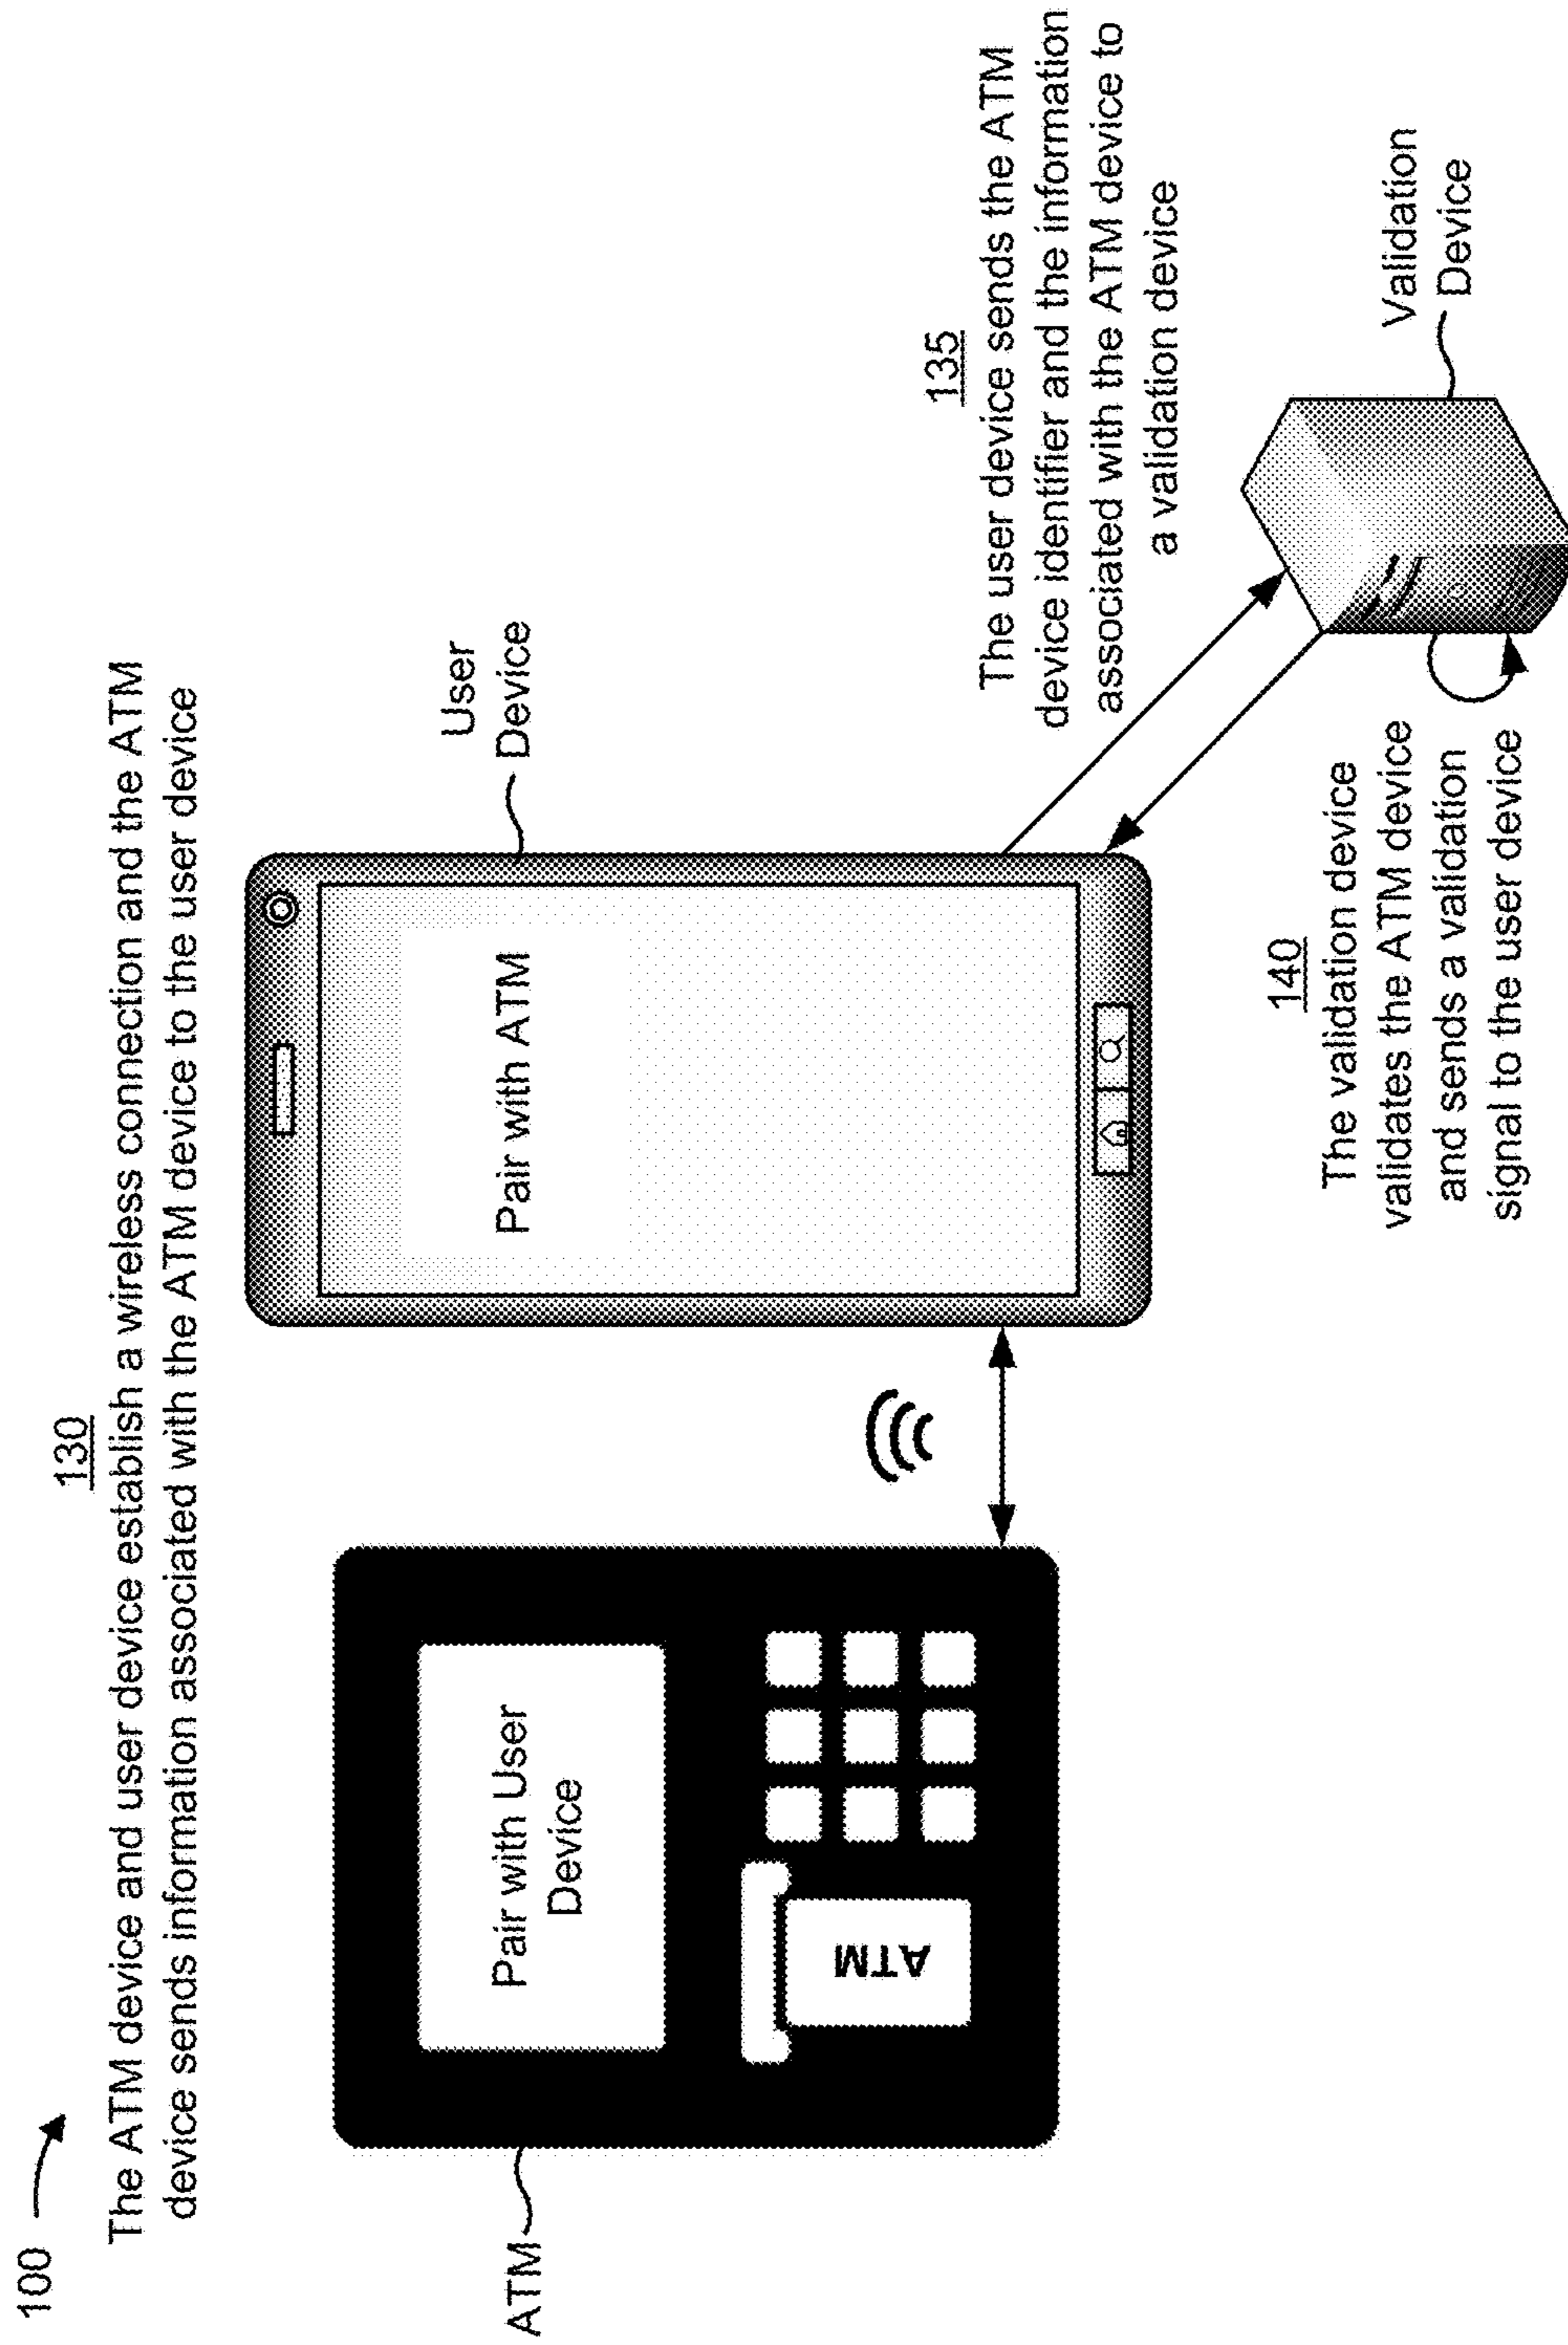 100
130
The ATM device and user device establish a wireless connection and the ATM
device sends information associated with the ATM device to the user device
ATM
Pair with User
Device
ATM
Pair with ATM
User
Device
135
The user device sends the ATM
device identifier and the information
associated with the ATM device to
a validation device
140
The validation device
validates the ATM device
and sends a validation
signal to the user device
Validation
Device